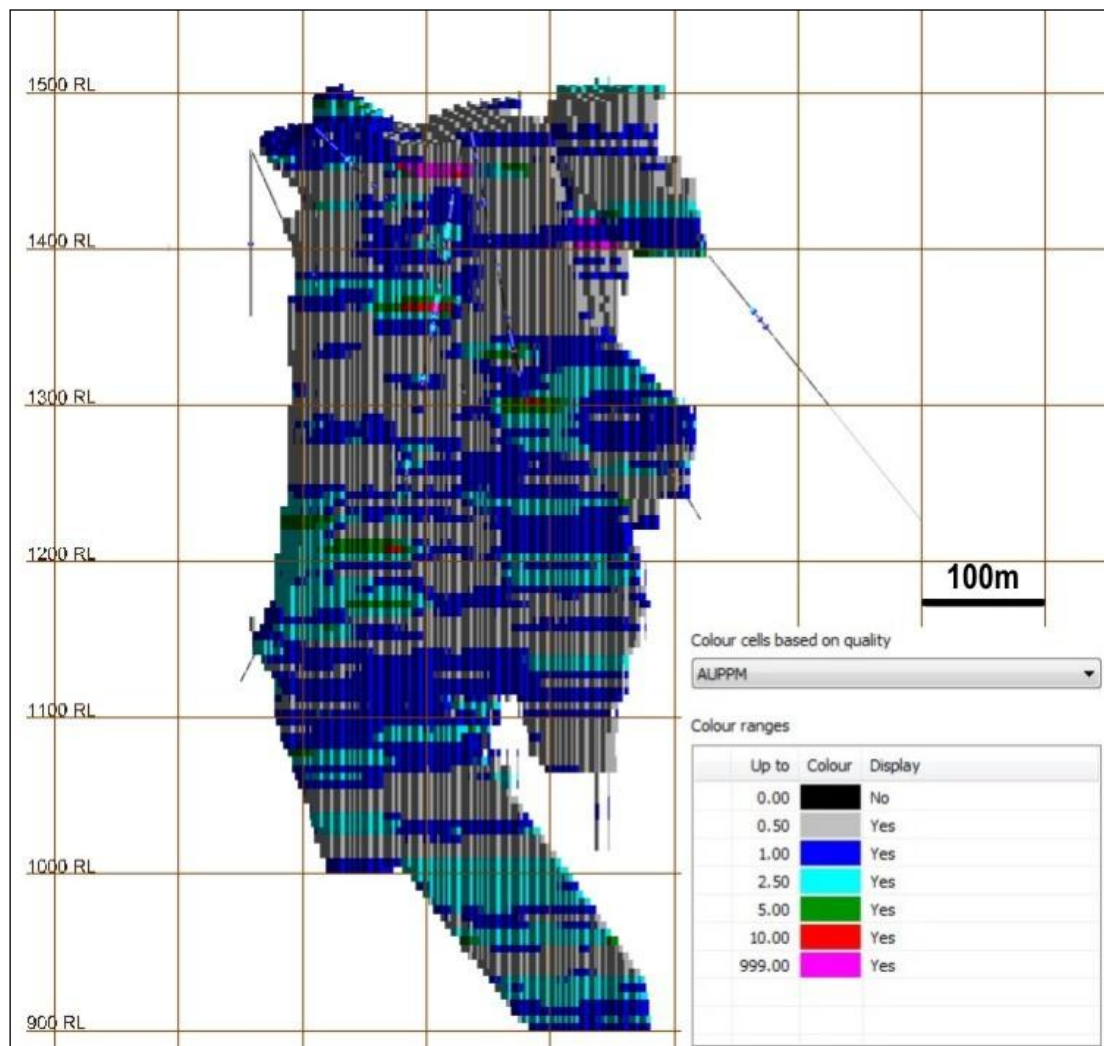 1500 RL
1400 RL
1300 RL
1200 RL
1100 RL
1000 RL
900 RL
100m
Colour cells based on quality
AUPPM
Colour ranges
Up to Colour Display
0.00 No
0.50 Yes
1.00 Yes
2.50 Yes
5.00 Yes
10.00 Yes
999.00 Yes